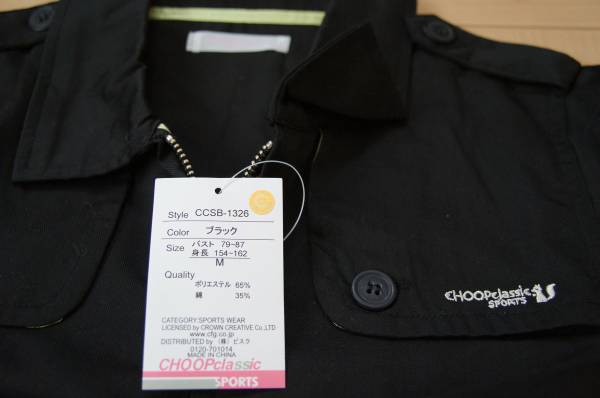 Style CCSB-1326
Color ブラック
Size バスト 79~87
身長 154~162
M
Quality
ポリエステル 65%
綿 35%
CATEGORY:SPORTS WEAR
LICENSED by CROWN CREATIVE Co.,LTD
www.cfg.co.jp
DISTRIBUTED by (株) ビスク
0120-701014
MADE IN CHINA
CHOOPclassic
SPORTS
CHOOPclassic
SPORTS